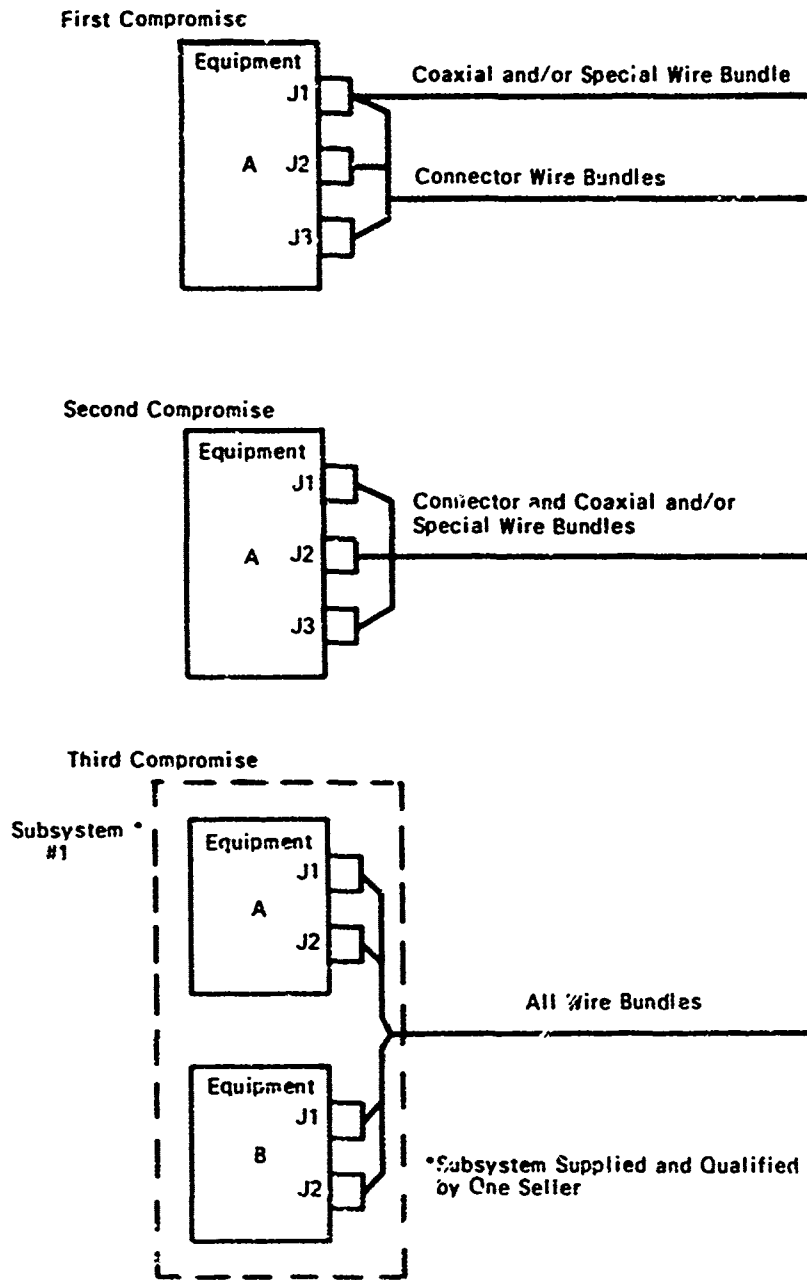 First Compromise
Equipment
J1
Coaxial and/or Special Wire Bundle
A
J2
Connector Wire Bundles
J3
Second Compromise
Equipment
J1
Connector and Coaxial and/or
Special Wire Bundles
A
J2
J3
Third Compromise
Subsystem *
#1
Equipment
J1
A
J2
All Wire Bundles
Equipment
J1
B
J2
*Subsystem Supplied and Qualified
by One Seller